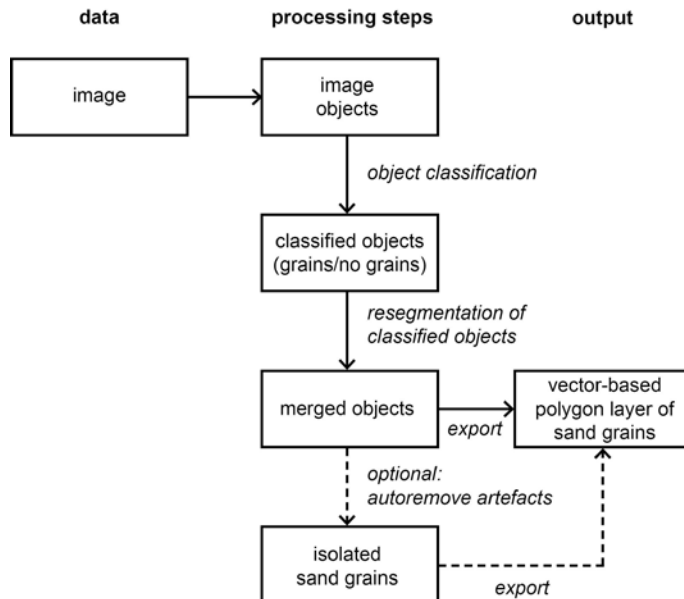 data
processing steps
output
image
image
objects
object classification
classified objects
(grains/no grains)
resegmentation of
classified objects
merged objects
export
vector-based
polygon layer of
sand grains
optional:
autoremove artefacts
isolated
sand grains
export